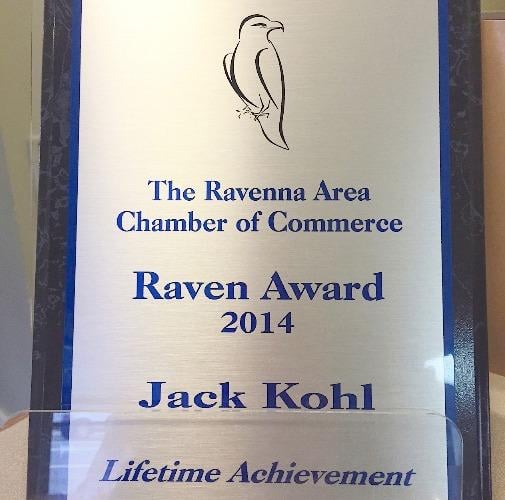 The Ravenna Area
Chamber of Commerce
Raven Award
2014
Jack Kohl
Lifetime Achievement